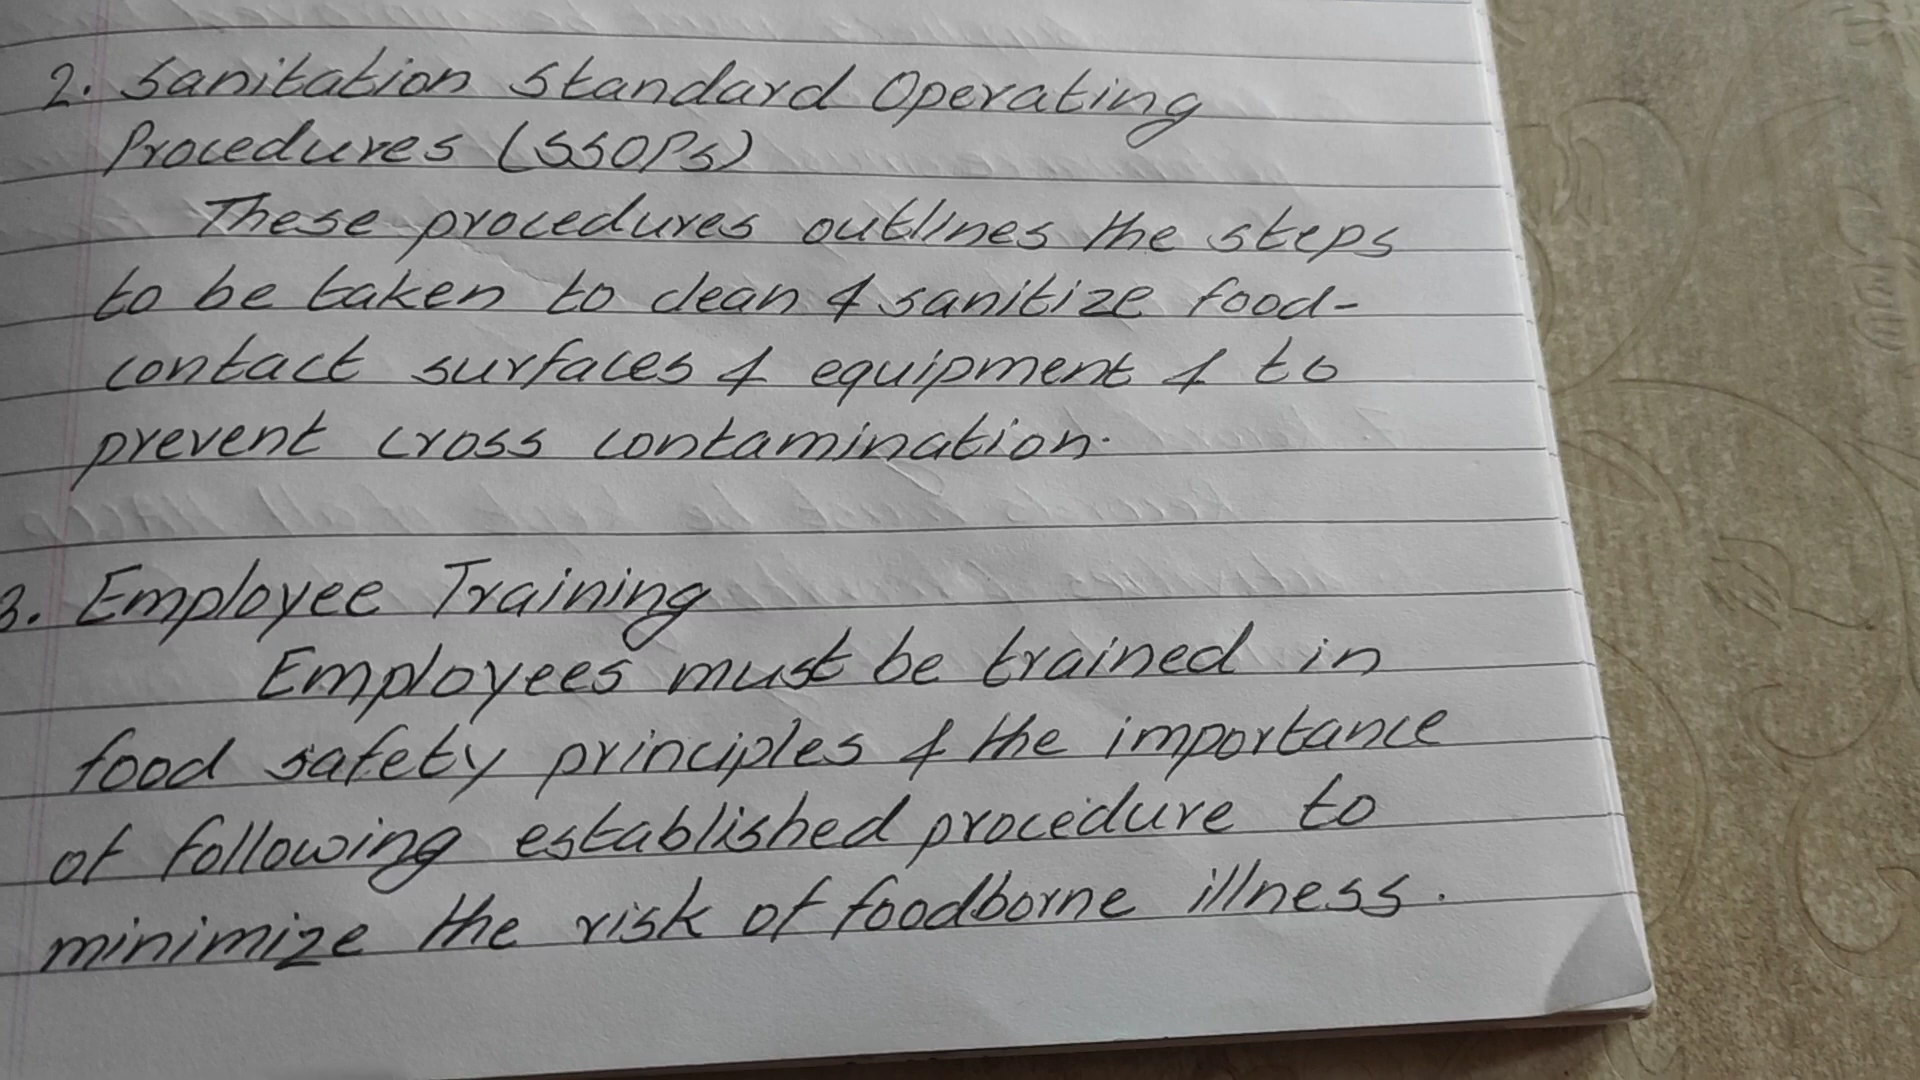 2. Sanitation Standard Operating
Procedures (SSOPs)
These procedures outlines the steps
to be taken to clean & sanitize food-
contact surfaces & equipment & to
prevent cross contamination.
3. Employee Training
Employees must be trained in
food safety principles & the importance
of following established procedure to
minimize the risk of foodborne illness.